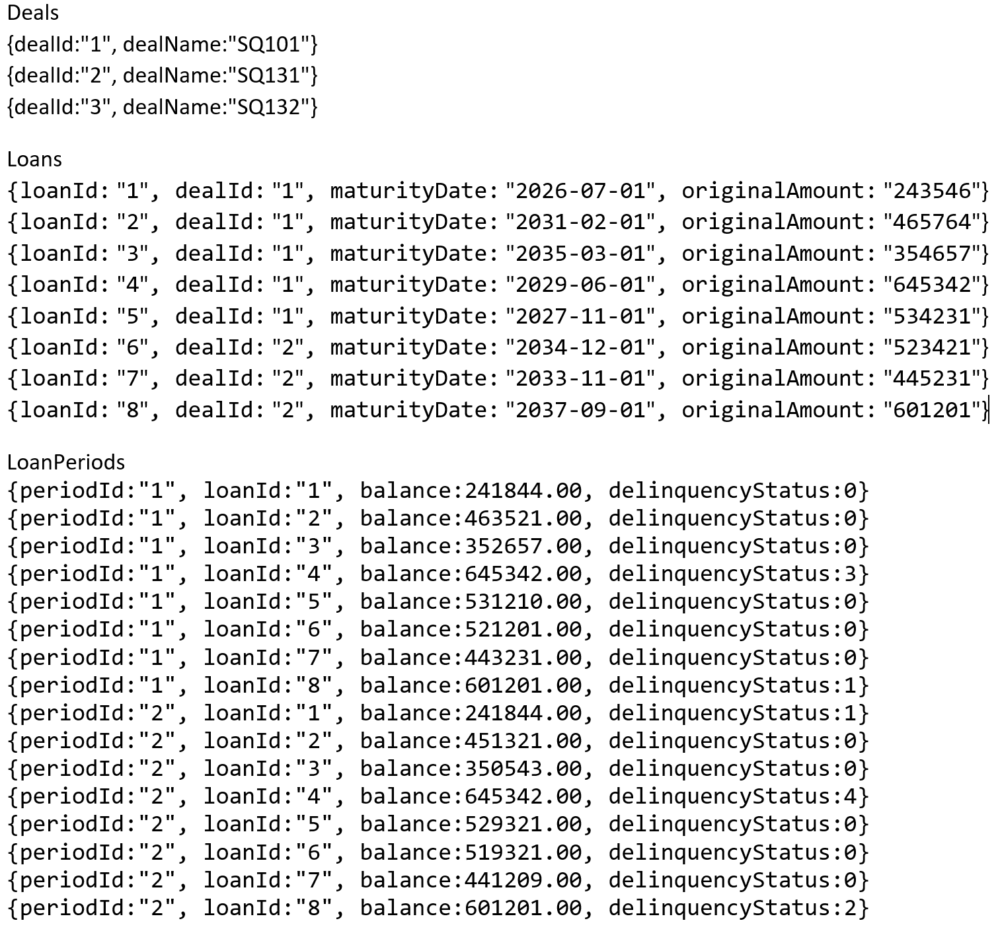 Deals
{dealId:"1", dealName:"SQ101"}
{dealId:"2", dealName:"SQ131"}
{dealId:"3", dealName:"SQ132"}
Loans
{loanId: "1", dealId: "1", maturityDate: "2026-07-01", originalAmount: "243546"}
{loanId: "2", dealId: "1", maturityDate: "2031-02-01", originalAmount: "465764"}
{loanId: "3", dealId: "1", maturityDate: "2035-03-01", originalAmount: "354657"}
{loanId: "4", dealId: "1", maturityDate: "2029-06-01", originalAmount: "645342"}
{loanId: "5", dealId: "1", maturityDate: "2027-11-01", originalAmount: "534231"}
{loanId: "6", dealId: "2", maturityDate: "2034-12-01", originalAmount: "523421"}
{loanId: "7", dealId: "2", maturityDate: "2033-11-01", originalAmount: "445231"}
{loanId: "8", dealId: "2", maturityDate: "2037-09-01", originalAmount: "601201"}
LoanPeriods
{periodId:"1", loanId:"1", balance:241844.00, delinquencyStatus:0}
{periodId:"1", loanId:"2", balance:463521.00, delinquencyStatus:0}
{periodId:"1", loanId:"3", balance:352657.00, delinquencyStatus:0}
{periodId:"1", loanId:"4", balance:645342.00, delinquencyStatus:3}
{periodId:"1", loanId:"5", balance:531210.00, delinquencyStatus:0}
{periodId:"1", loanId:"6", balance:521201.00, delinquencyStatus:0}
{periodId:"1", loanId:"7", balance:443231.00, delinquencyStatus:0}
{periodId:"1", loanId:"8", balance:601201.00, delinquencyStatus:1}
{periodId:"2", loanId:"1", balance:241844.00, delinquencyStatus:1}
{periodId:"2", loanId:"2", balance:451321.00, delinquencyStatus:0}
{periodId:"2", loanId:"3", balance:350543.00, delinquencyStatus:0}
{periodId:"2", loanId:"4", balance:645342.00, delinquencyStatus:4}
{periodId:"2", loanId:"5", balance:529321.00, delinquencyStatus:0}
{periodId:"2", loanId:"6", balance:519321.00, delinquencyStatus:0}
{periodId:"2", loanId:"7", balance:441209.00, delinquencyStatus:0}
{periodId:"2", loanId:"8", balance:601201.00, delinquencyStatus:2}